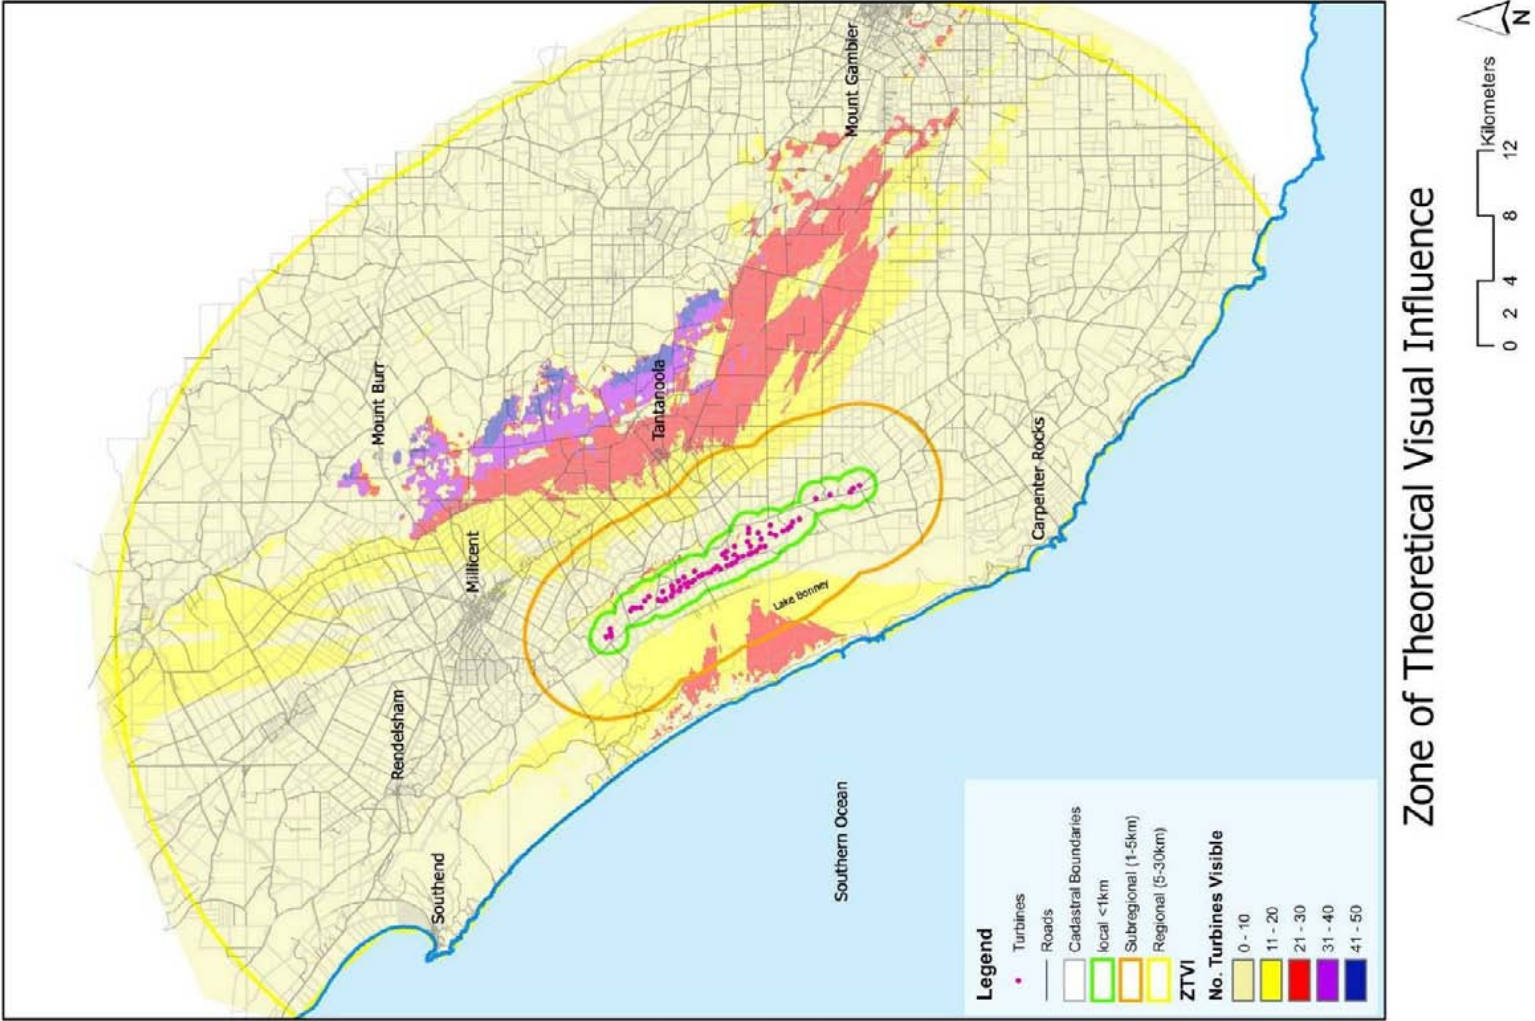 Zone of Theoretical Visual Influence
Mount Burr
Mount Gambier
Tantanoola
Millicent
Rendelsham
Southend
Lake Bonney
Carpenter Rocks
Southern Ocean
Legend
Turbines
Roads
Cadastral Boundaries
local <1km
Subregional (1-5km)
Regional (5-30km)
ZTVI
No. Turbines Visible
0 - 10
11 - 20
21 - 30
31 - 40
41 - 50
0 2 4 8 12
Kilometers
N